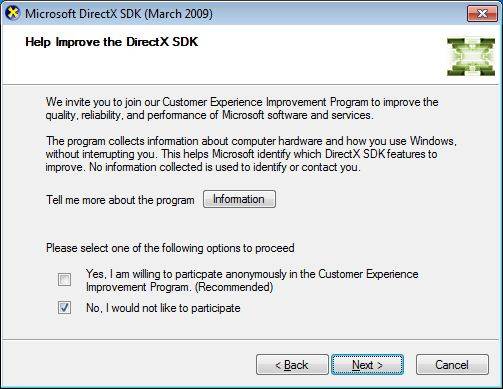 Microsoft DirectX SDK (March 2009)
Help Improve the DirectX SDK
We invite you to join our Customer Experience Improvement Program to improve the
quality, reliability, and performance of Microsoft software and services.
The program collects information about computer hardware and how you use Windows,
without interrupting you. This helps Microsoft identify which DirectX SDK features to
improve. No information collected is used to identify or contact you.
Tell me more about the program Information
Please select one of the following options to proceed
Yes, I am willing to particpate anonymously in the Customer Experience
Improvement Program. (Recommended)
No, I would not like to participate
< Back Next > Cancel